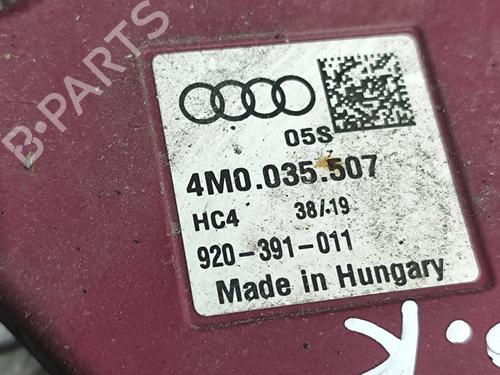 B-PARTS
05S
4M0.035.507
HC4 38/19
920-391-011
Made in Hungary